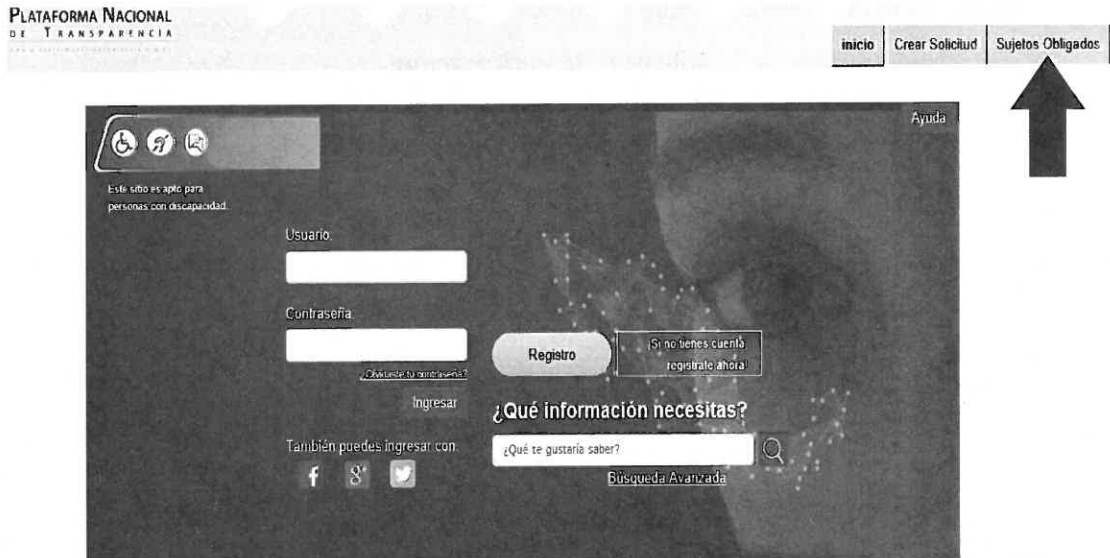 PLATAFORMA NACIONAL
DE TRANSPARENCIA
inicio
Crear Solicitud
Sujetos Obligados
Ayuda
Este sitio es apto para
personas con discapacidad.
Usuario:
Contraseña:
¿Olvidaste tu contraseña?
Ingresar
También puedes ingresar con:
Registro
Si no tienes cuenta,
regístrate ahora!
¿Qué información necesitas?
¿Qué te gustaría saber?
Búsqueda Avanzada